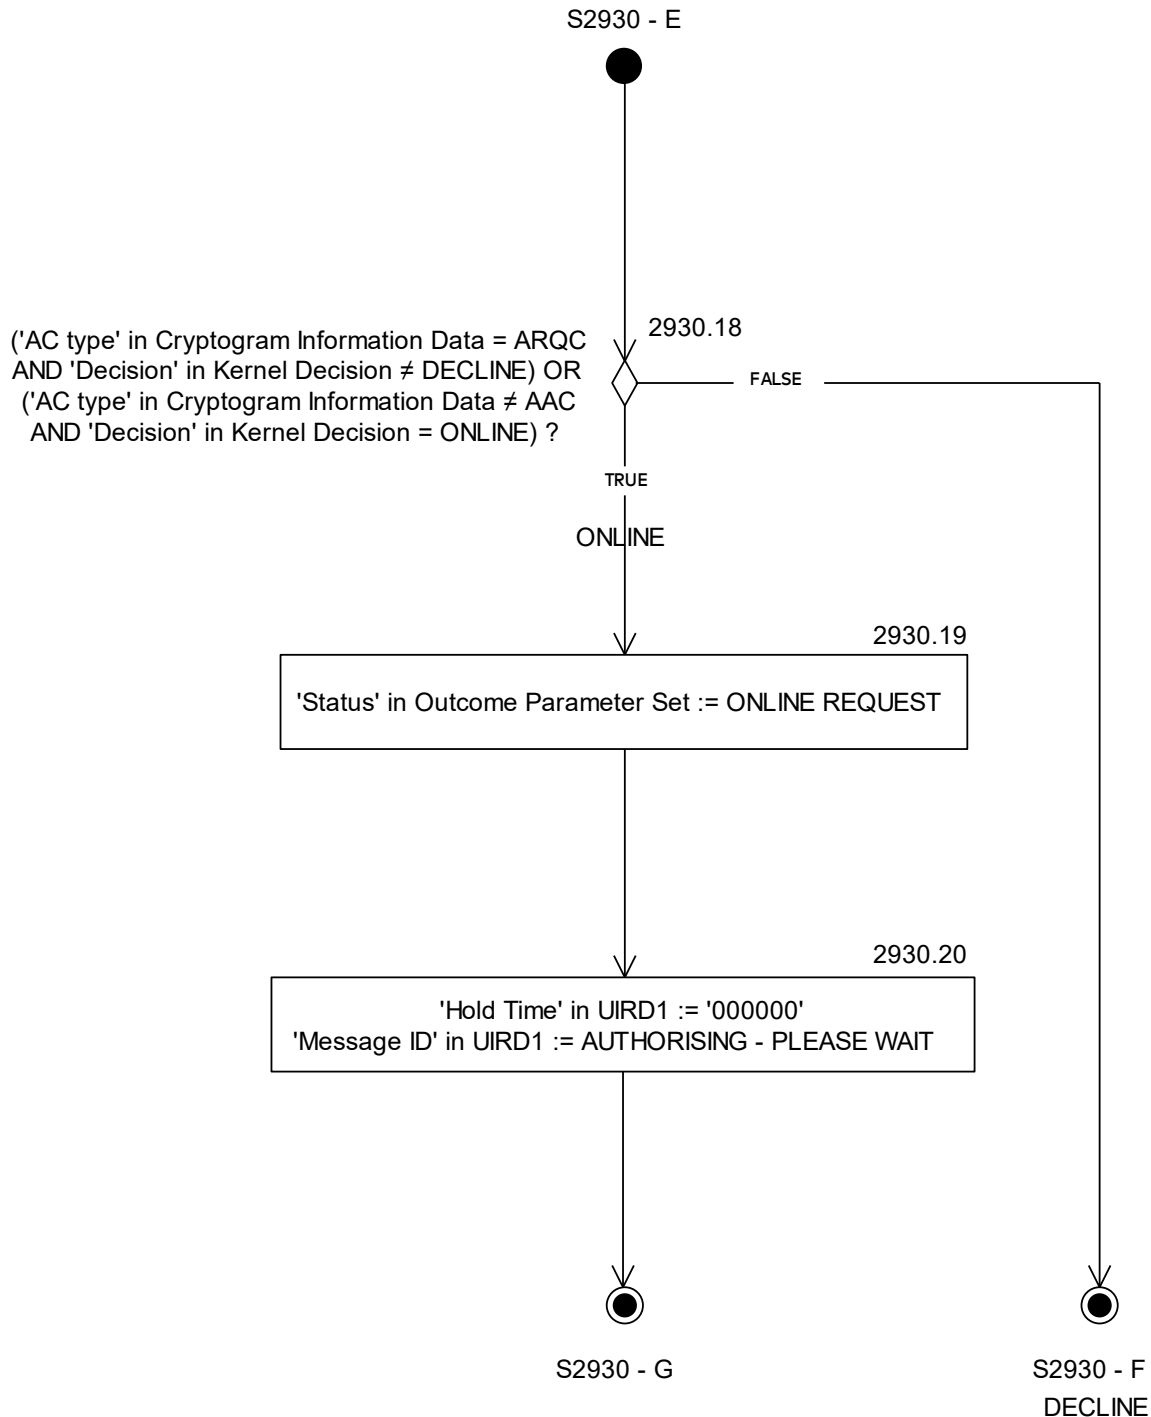 S2930 - E
2930.18
('AC type' in Cryptogram Information Data = ARQC
AND 'Decision' in Kernel Decision ≠ DECLINE) OR
('AC type' in Cryptogram Information Data ≠ AAC
AND 'Decision' in Kernel Decision = ONLINE) ?
FALSE
TRUE
ONLINE
2930.19
'Status' in Outcome Parameter Set := ONLINE REQUEST
2930.20
'Hold Time' in UIRD1 := '000000'
'Message ID' in UIRD1 := AUTHORISING - PLEASE WAIT
S2930 - G
S2930 - F
DECLINE